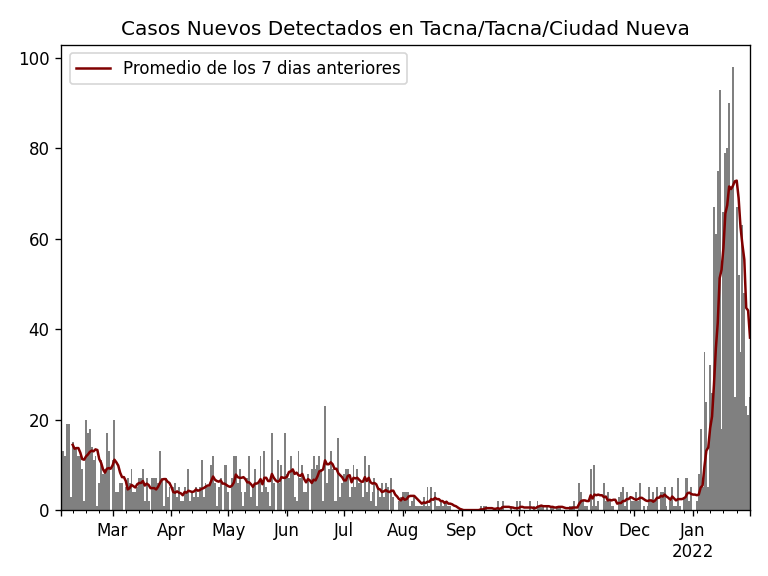 Casos Nuevos Detectados en Tacna/Tacna/Ciudad Nueva
Promedio de los 7 dias anteriores
100
80
60
40
20
0
Mar Apr May Jun Jul Aug Sep Oct Nov Dec Jan
2022